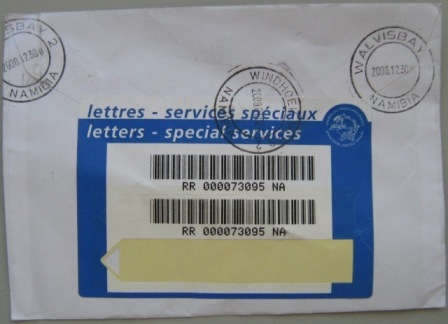 WALVISBAY 2
2008.12.30
NAMIBIA
WALVISBAY
2008.12.30
NAMIBIA
WINDHOEK
lettres - services spéciaux
letters - special services
RR 000073095 NA
RR 000073095 NA